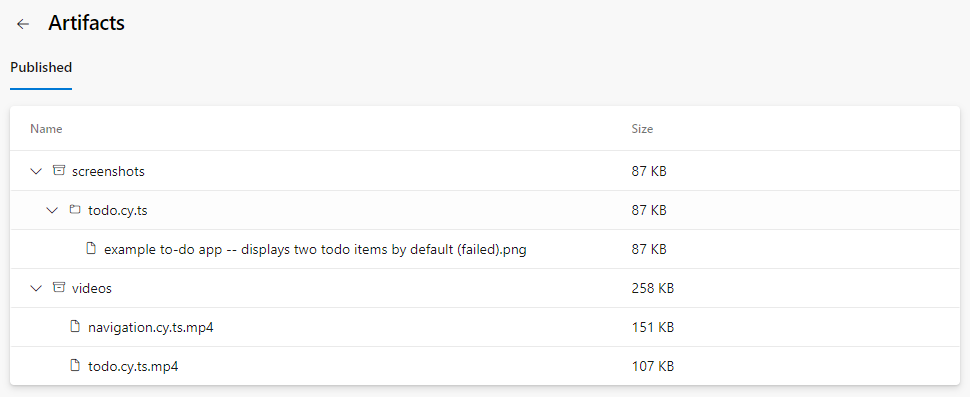 Artifacts
Published
Name Size
screenshots 87 KB
todo.cy.ts 87 KB
example to-do app -- displays two todo items by default (failed).png 87 KB
videos 258 KB
navigation.cy.ts.mp4 151 KB
todo.cy.ts.mp4 107 KB